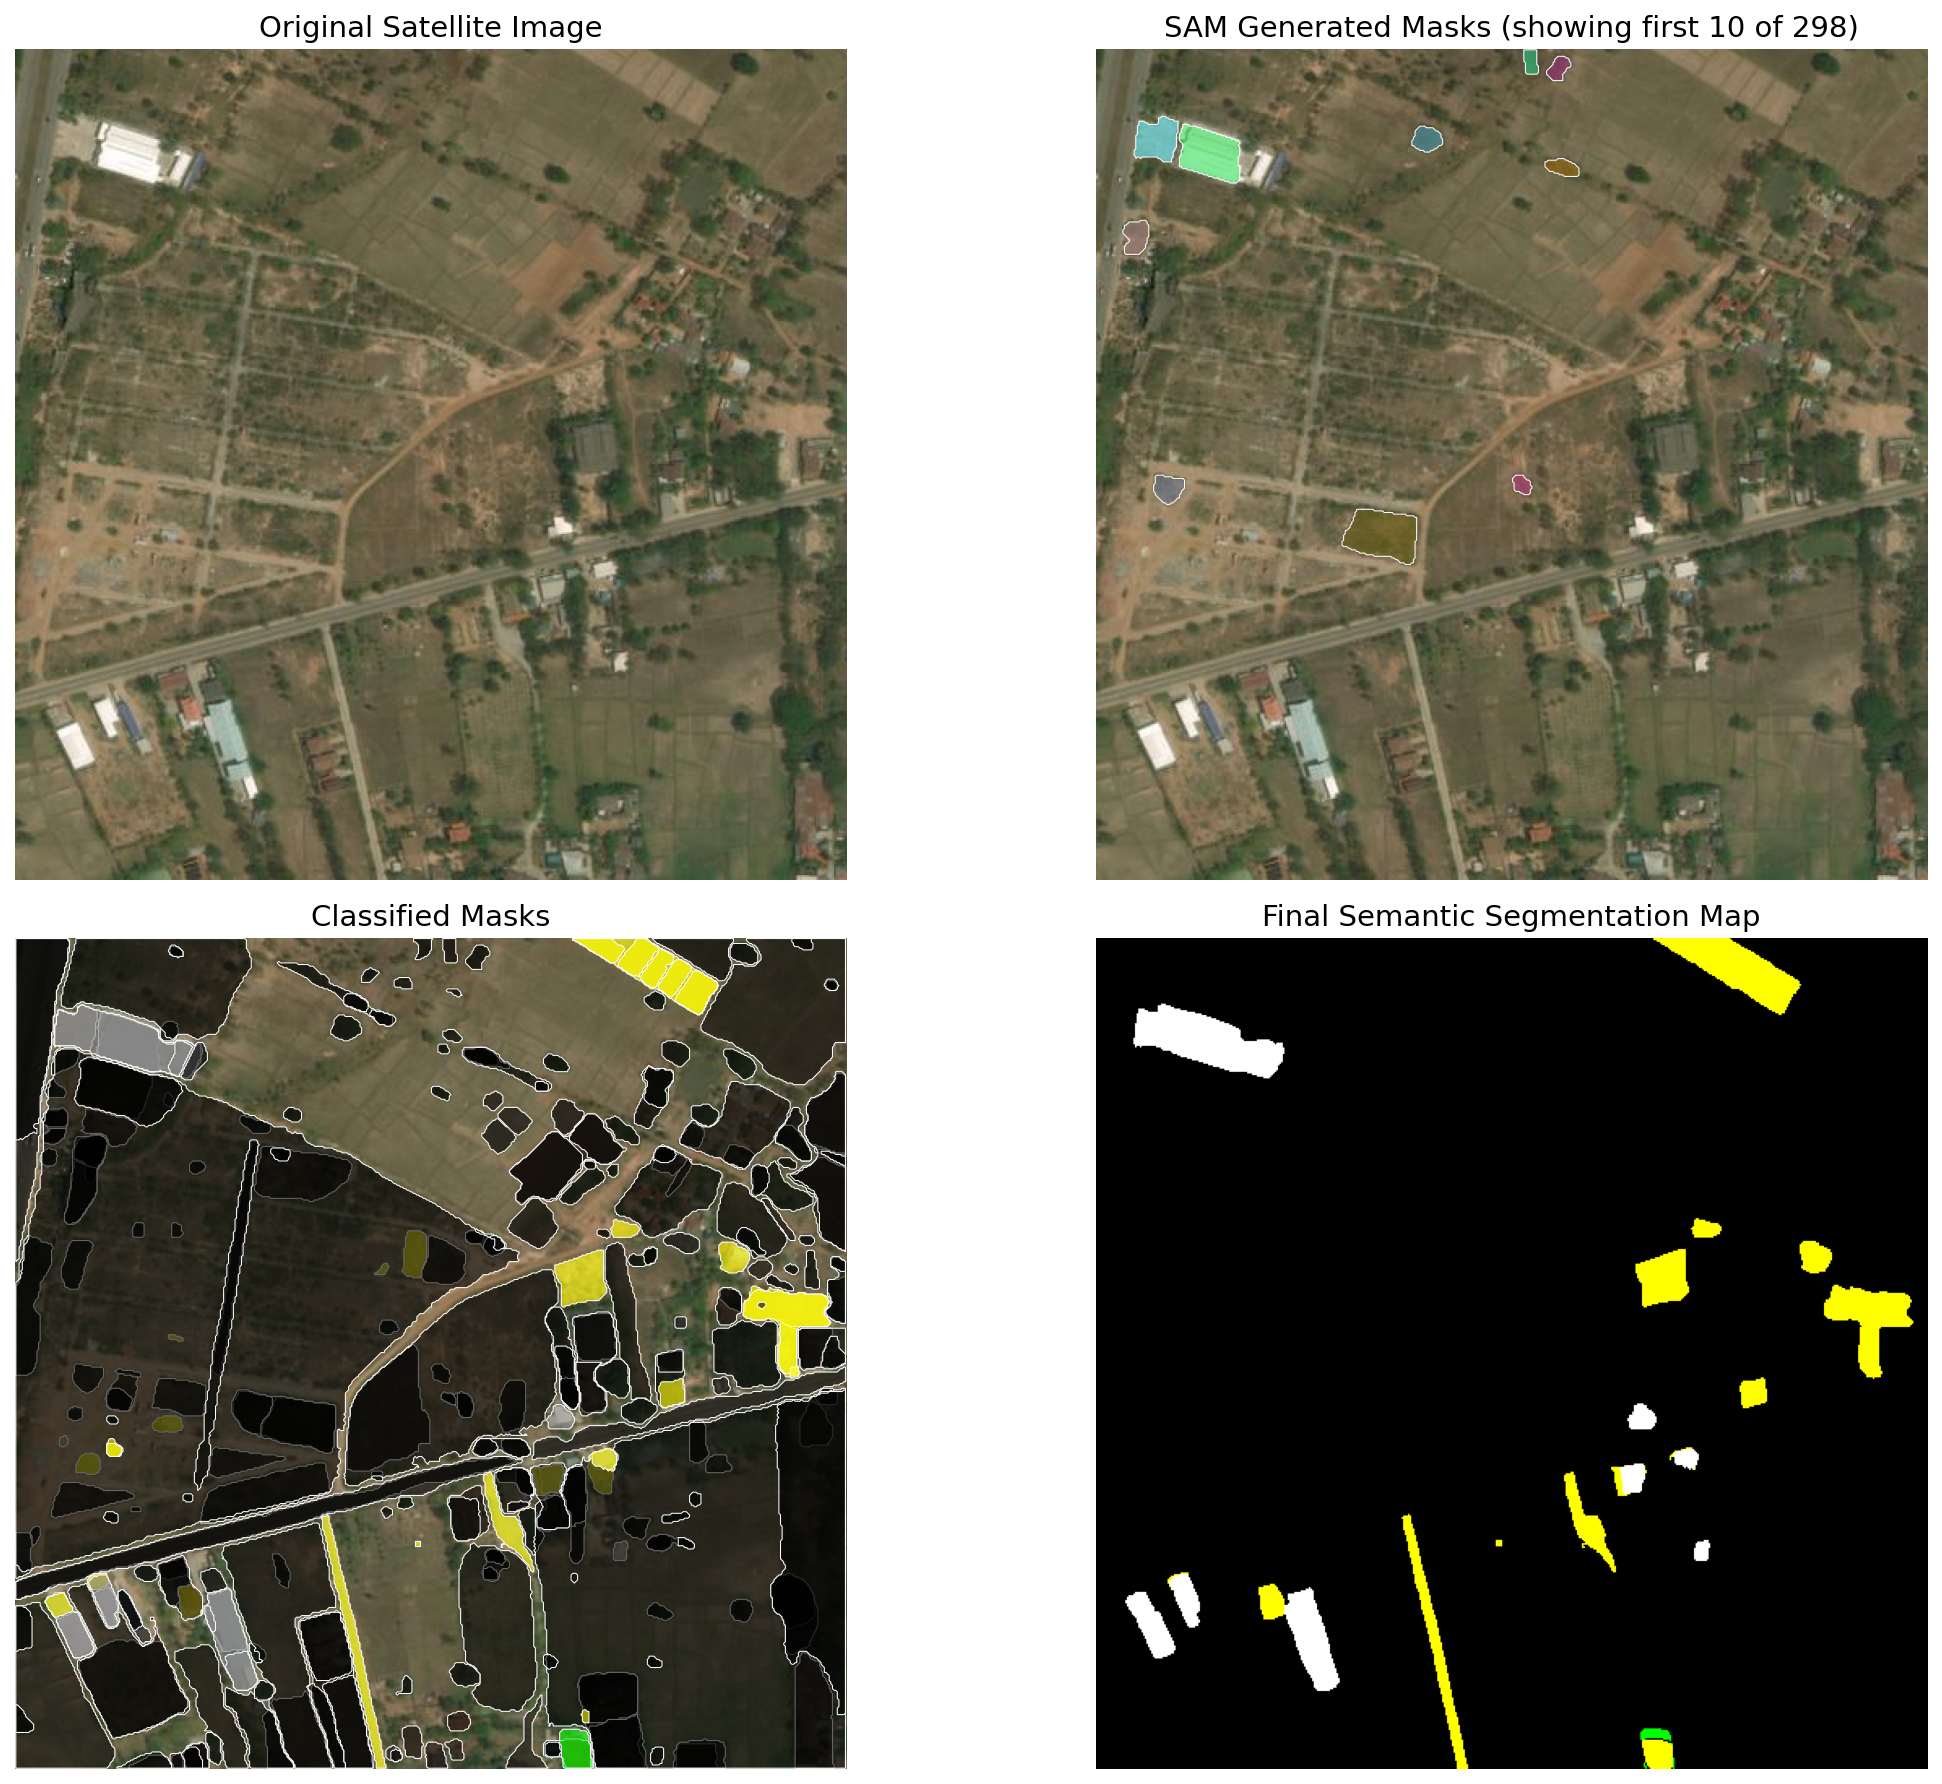 Original Satellite Image
SAM Generated Masks (showing first 10 of 298)
Classified Masks
Final Semantic Segmentation Map